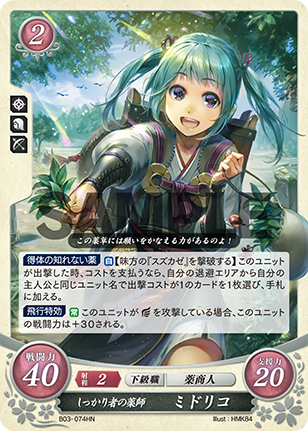 2
SAMPLE
この薬草には願いをかなえる力があるのよ！
得体の知れない薬 自【味方の『スズカゼ』を撃破する】このユニット
が出撃した時、コストを支払うなら、自分の退避エリアから自分の
主人公と同じユニット名で出撃コストが1のカードを1枚選び、手札
に加える。
飛行特効 常 このユニットが を攻撃している場合、このユニット
の戦闘力は＋30される。
戦闘力
40
射程 2 下級職 薬商人
支援力
20
しっかり者の薬師 ミドリコ
B03-074HN
Illust : HMK84